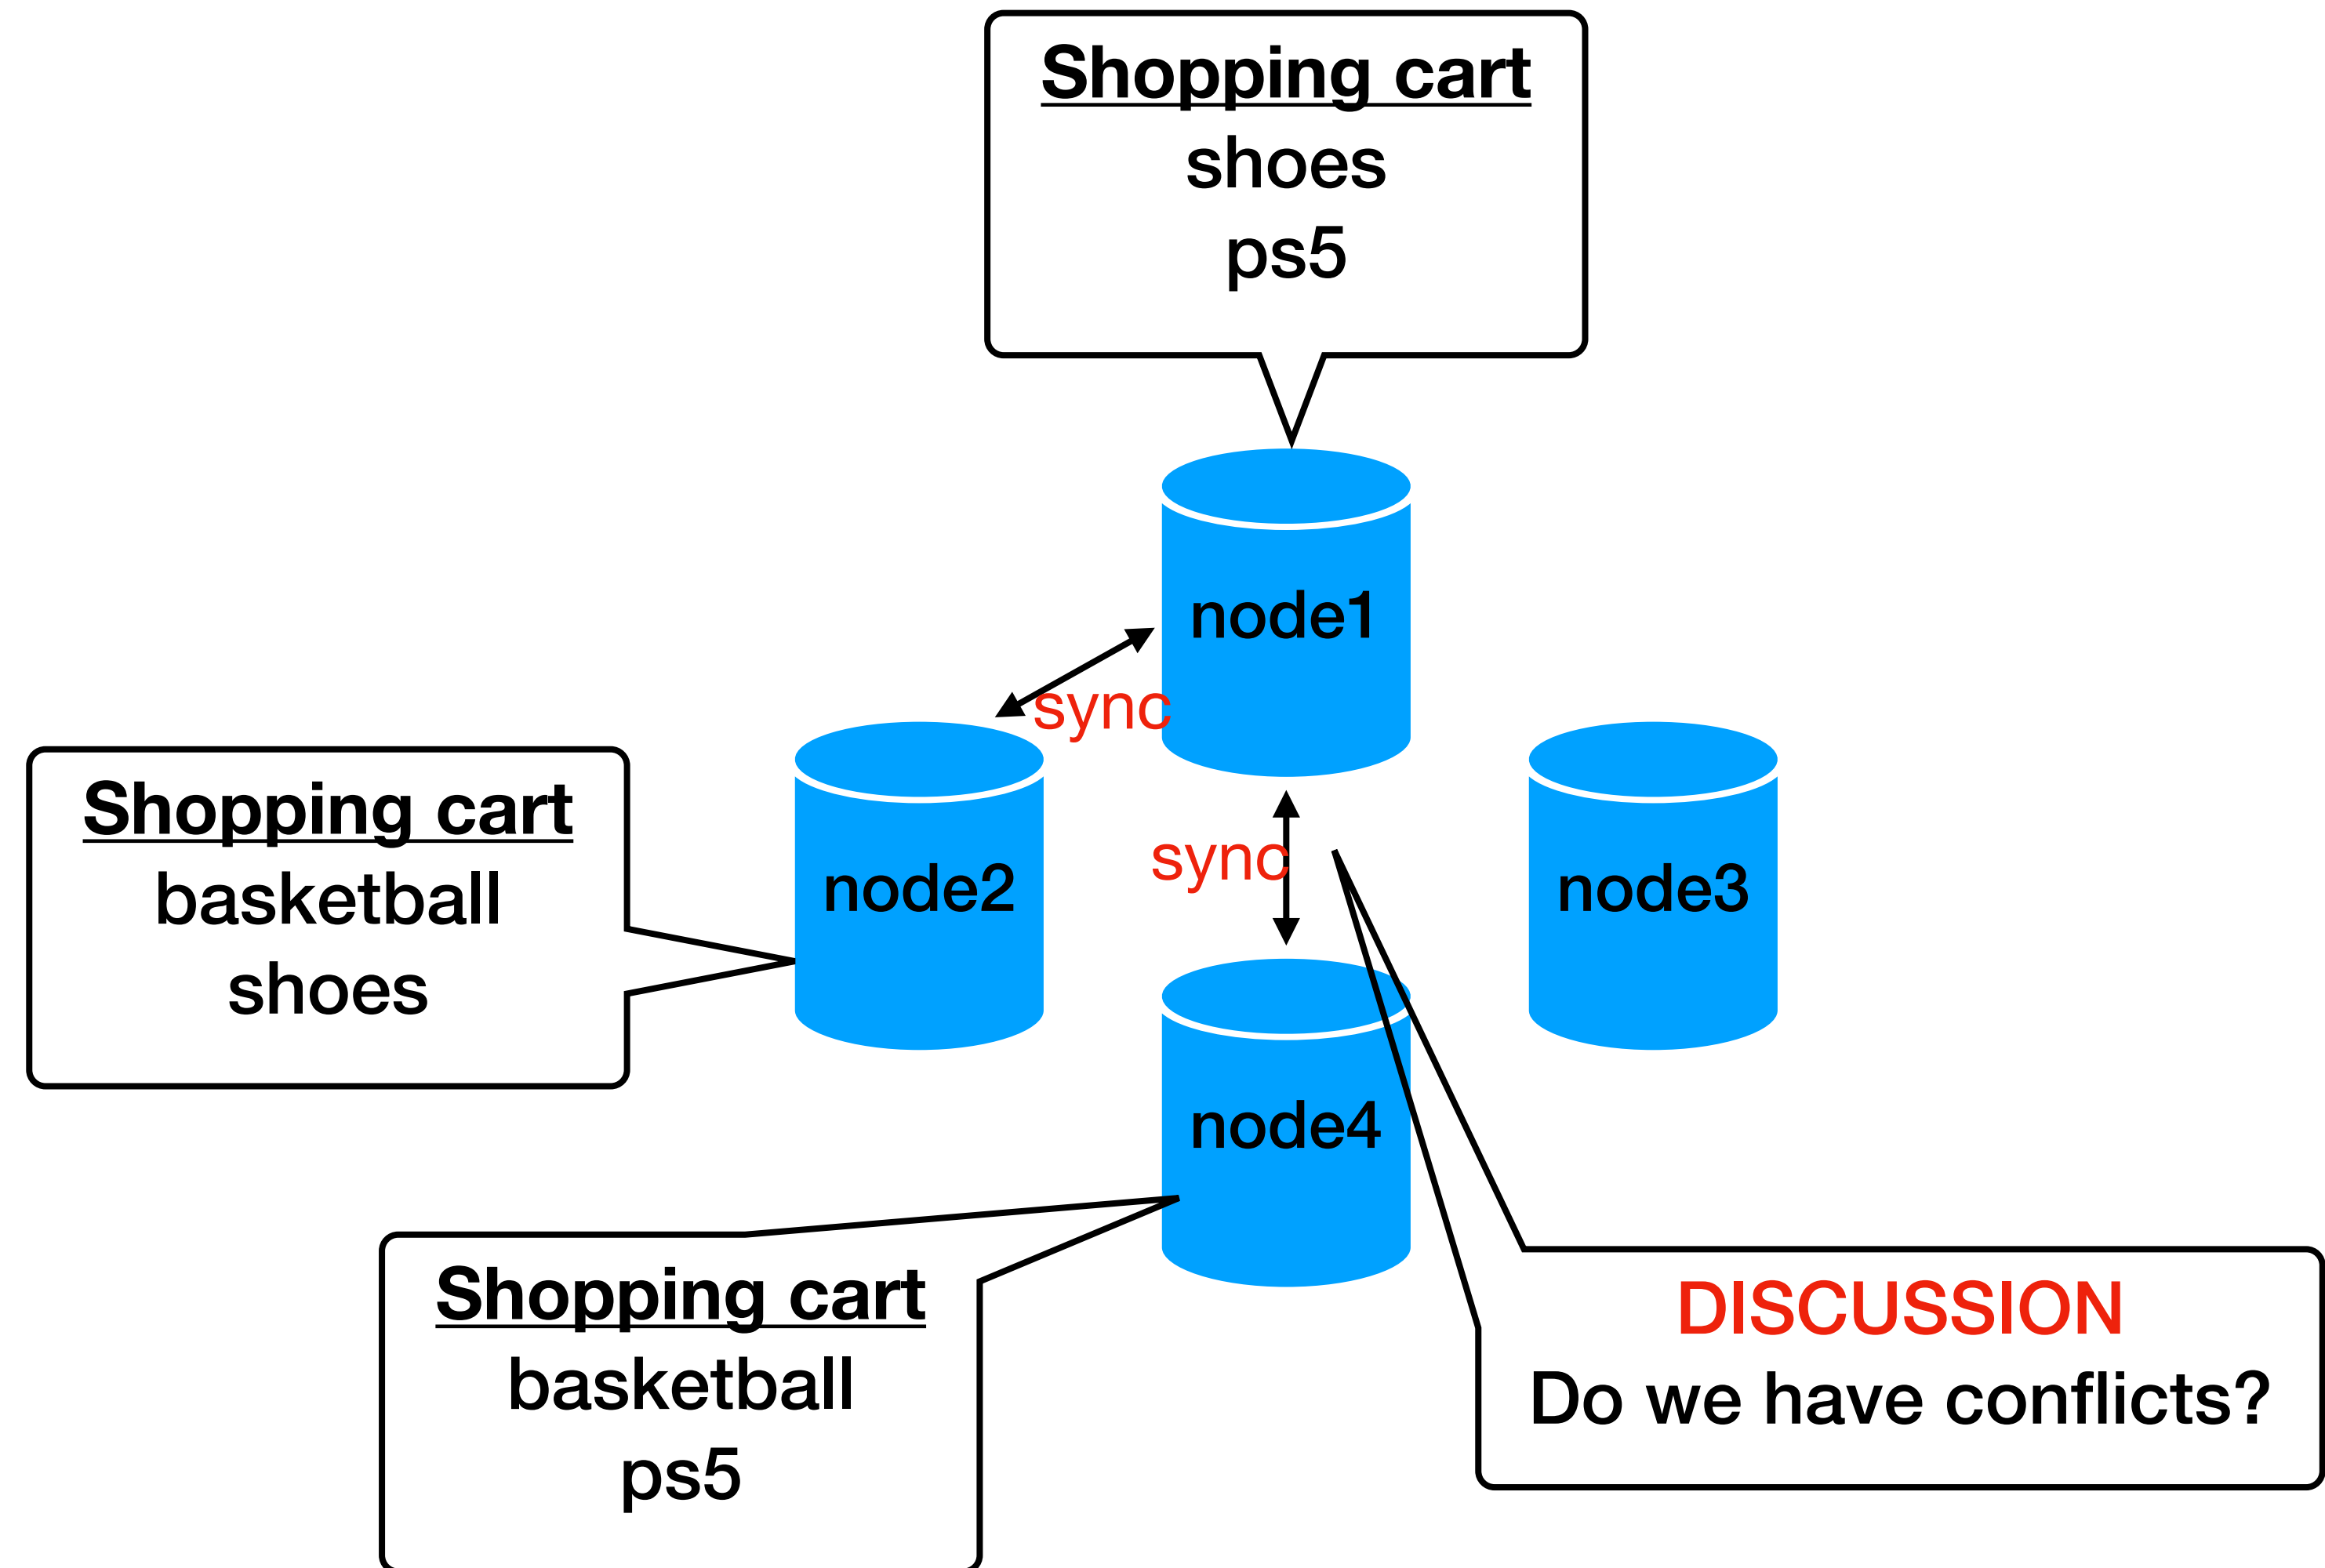 Shopping cart
shoes
ps5
node1
sync
Shopping cart
basketball
shoes
node2
sync
node3
node4
Shopping cart
basketball
ps5
DISCUSSION
Do we have conflicts?